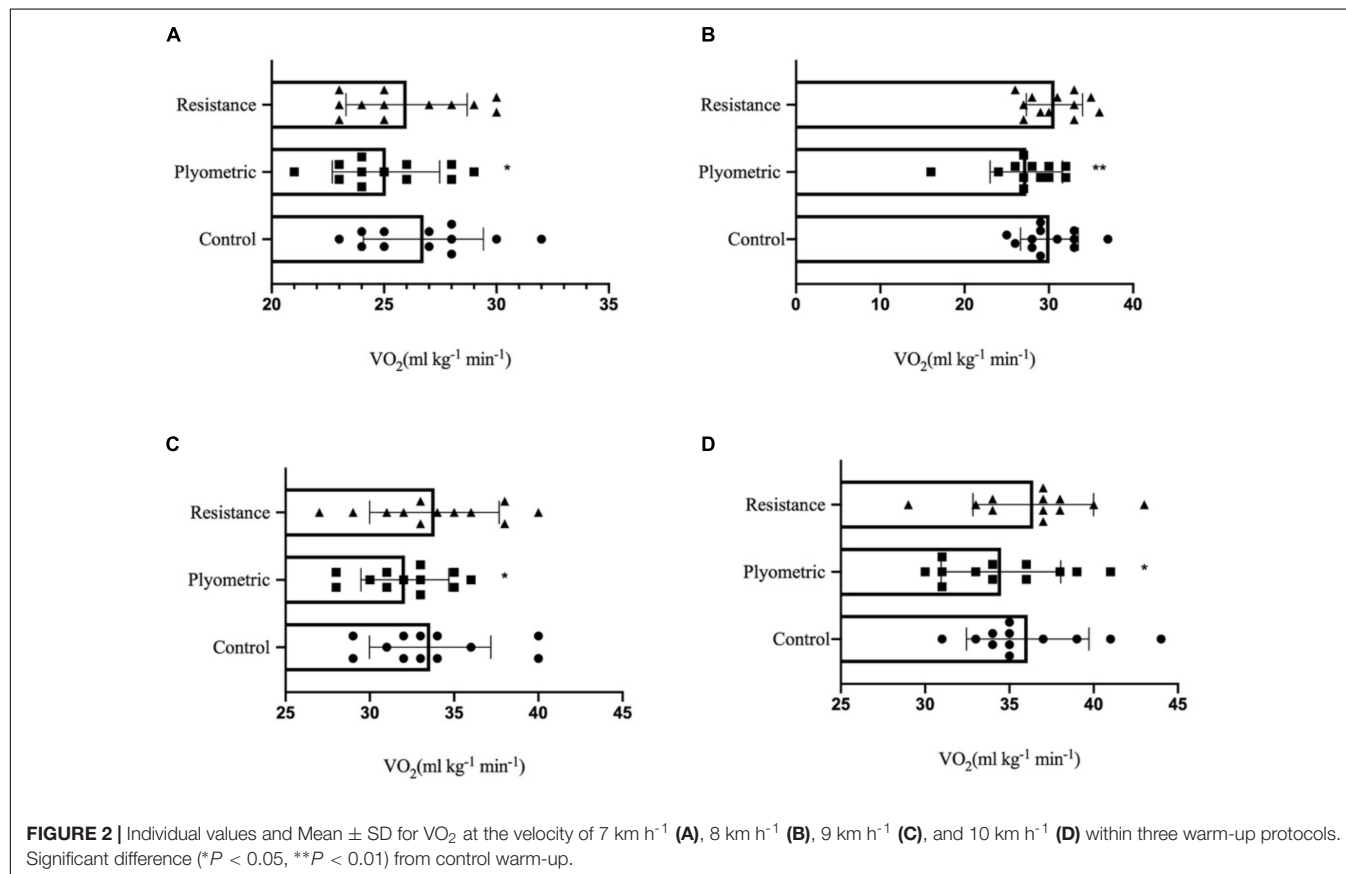 A
Resistance
Plyometric
*
Control
20 25 30 35
VO₂(ml kg⁻¹ min⁻¹)
B
Resistance
Plyometric
**
Control
0 10 20 30 40
VO₂(ml kg⁻¹ min⁻¹)
C
Resistance
Plyometric
*
Control
25 30 35 40 45
VO₂(ml kg⁻¹ min⁻¹)
D
Resistance
Plyometric
*
Control
25 30 35 40 45
VO₂(ml kg⁻¹ min⁻¹)
FIGURE 2 | Individual values and Mean ± SD for VO₂ at the velocity of 7 km h⁻¹ (A), 8 km h⁻¹ (B), 9 km h⁻¹ (C), and 10 km h⁻¹ (D) within three warm-up protocols.
Significant difference (*P < 0.05, **P < 0.01) from control warm-up.